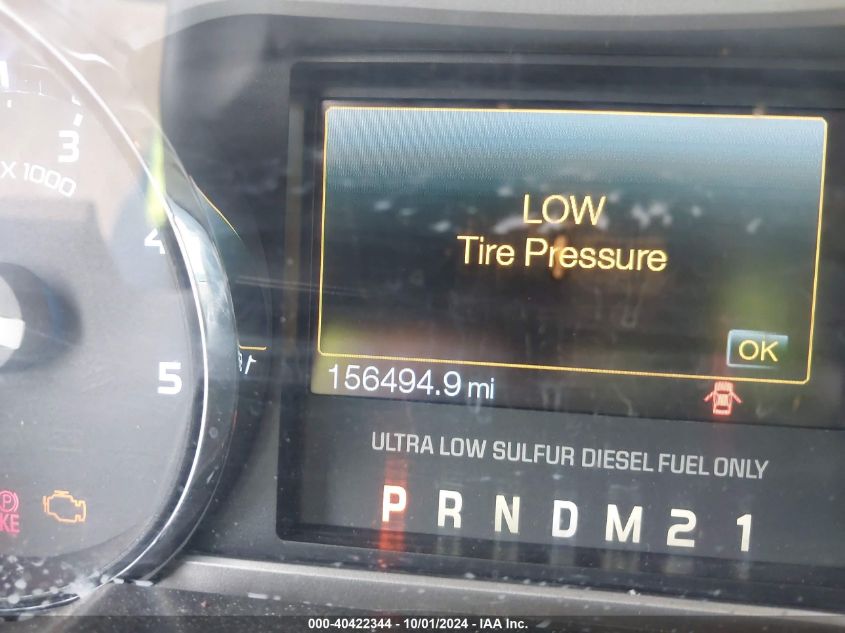 3
X 1000
4
5
LOW
Tire Pressure
OK
156494.9 mi
ULTRA LOW SULFUR DIESEL FUEL ONLY
P R N D M 2 1
P
000-40422344 - 10/01/2024 - IAA Inc.